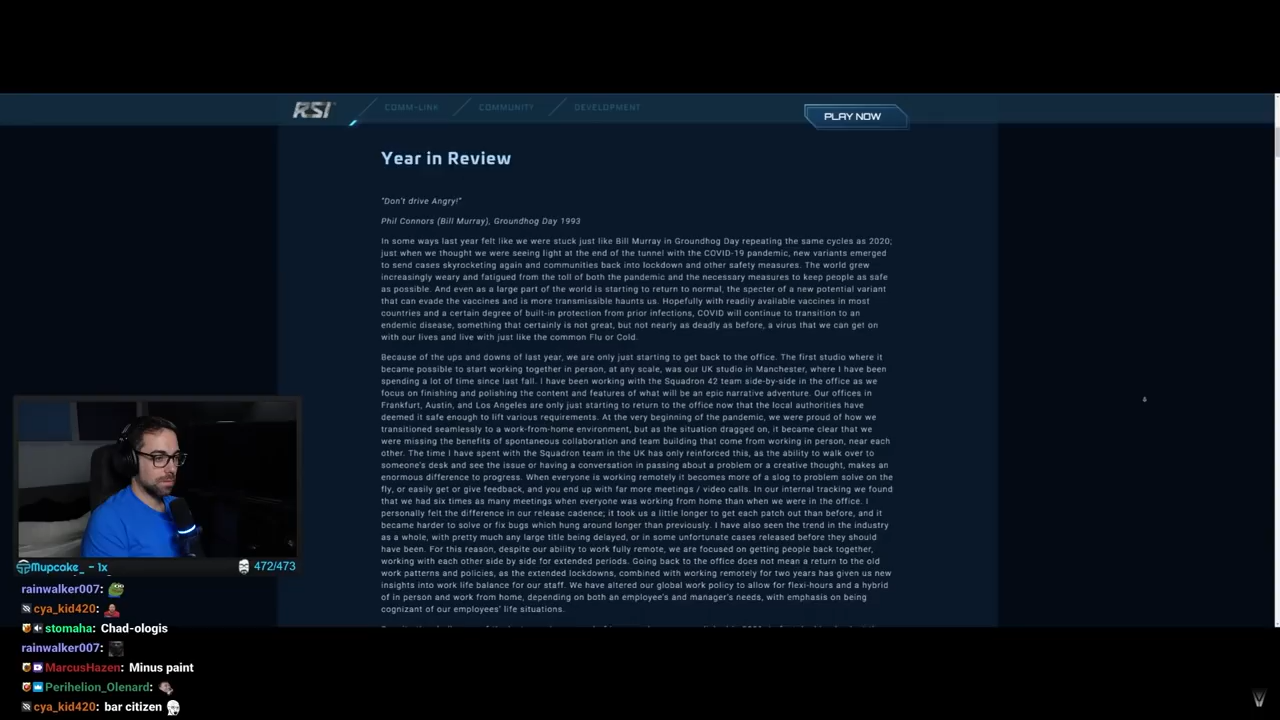 RSI
COMM-LINK
COMMUNITY
DEVELOPMENT
PLAY NOW
Year in Review
"Don't drive Angry!"
Phil Connors (Bill Murray), Groundhog Day 1993
In some ways last year felt like we were stuck just like Bill Murray in Groundhog Day repeating the same cycles as 2020;
just when we thought we were seeing light at the end of the tunnel with the COVID-19 pandemic, new variants emerged
to send cases skyrocketing again and communities back into lockdown and other safety measures. The world grew
increasingly weary and fatigued from the toll of both the pandemic and the necessary measures to keep people as safe
as possible. And even as a large part of the world is starting to return to normal, the specter of a new potential variant
that can evade the vaccines and is more transmissible haunts us. Hopefully with readily available vaccines in most
countries and a certain degree of built-in protection from prior infections, COVID will continue to transition to an
endemic disease, something that certainly is not great, but not nearly as deadly as before, a virus that we can get on
with our lives and live with just like the common Flu or Cold.
Because of the ups and downs of last year, we are only just starting to get back to the office. The first studio where it
became possible to start working together in person, at any scale, was our UK studio in Manchester, where I have been
spending a lot of time since last fall. I have been working with the Squadron 42 team side-by-side in the office as we
focus on finishing and polishing the content and features of what will be an epic narrative adventure. Our offices in
Frankfurt, Austin, and Los Angeles are only just starting to return to the office now that the local authorities have
deemed it safe enough to lift various requirements. At the very beginning of the pandemic, we were proud of how we
transitioned seamlessly to a work-from-home environment, but as the situation dragged on, it became clear that we
were missing the benefits of spontaneous collaboration and team building that come from working in person, near each
other. The time I have spent with the Squadron team in the UK has only reinforced this, as the ability to walk over to
someone's desk and see the issue or having a conversation in passing about a problem or a creative thought, makes an
enormous difference to progress. When everyone is working remotely it becomes more of a slog to problem solve on the
fly, or easily get or give feedback, and you end up with far more meetings / video calls. In our internal tracking we found
that we had six times as many meetings when everyone was working from home than when we were in the office. I
personally felt the difference in our release cadence; it took us a little longer to get each patch out than before, and it
became harder to solve or fix bugs which hung around longer than previously. I have also seen the trend in the industry
as a whole, with pretty much any large title being delayed, or in some unfortunate cases released before they should
have been. For this reason, despite our ability to work fully remote, we are focused on getting people back together,
working with each other side by side for extended periods. Going back to the office does not mean a return to the old
work patterns and policies, as the extended lockdowns, combined with working remotely for two years has given us new
insights into work life balance for our staff. We have altered our global work policy to allow for flexi-hours and a hybrid
of in person and work from home, depending on both an employee's and manager's needs, with emphasis on being
cognizant of our employees' life situations.
Mupcoke_ - 1x
472/473
rainwalker007:
cya_kid420:
stomaha: Chad-ologis
rainwalker007:
MarcusHazen: Minus paint
Perihelion_Olenard:
cya_kid420: bar citizen